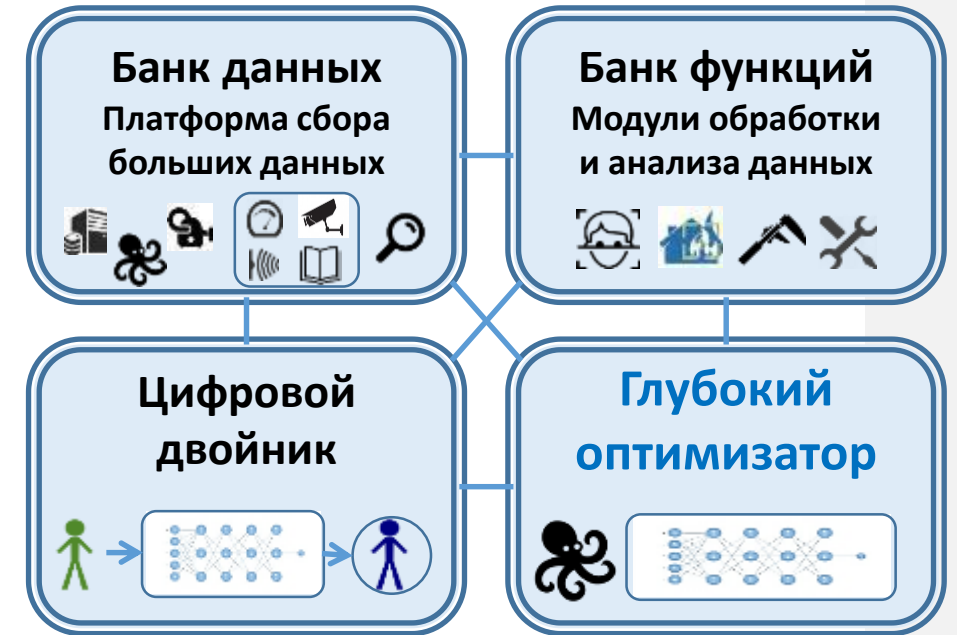 Банк данных
Платформа сбора
больших данных
Банк функций
Модули обработки
и анализа данных
Цифровой
двойник
Глубокий
оптимизатор